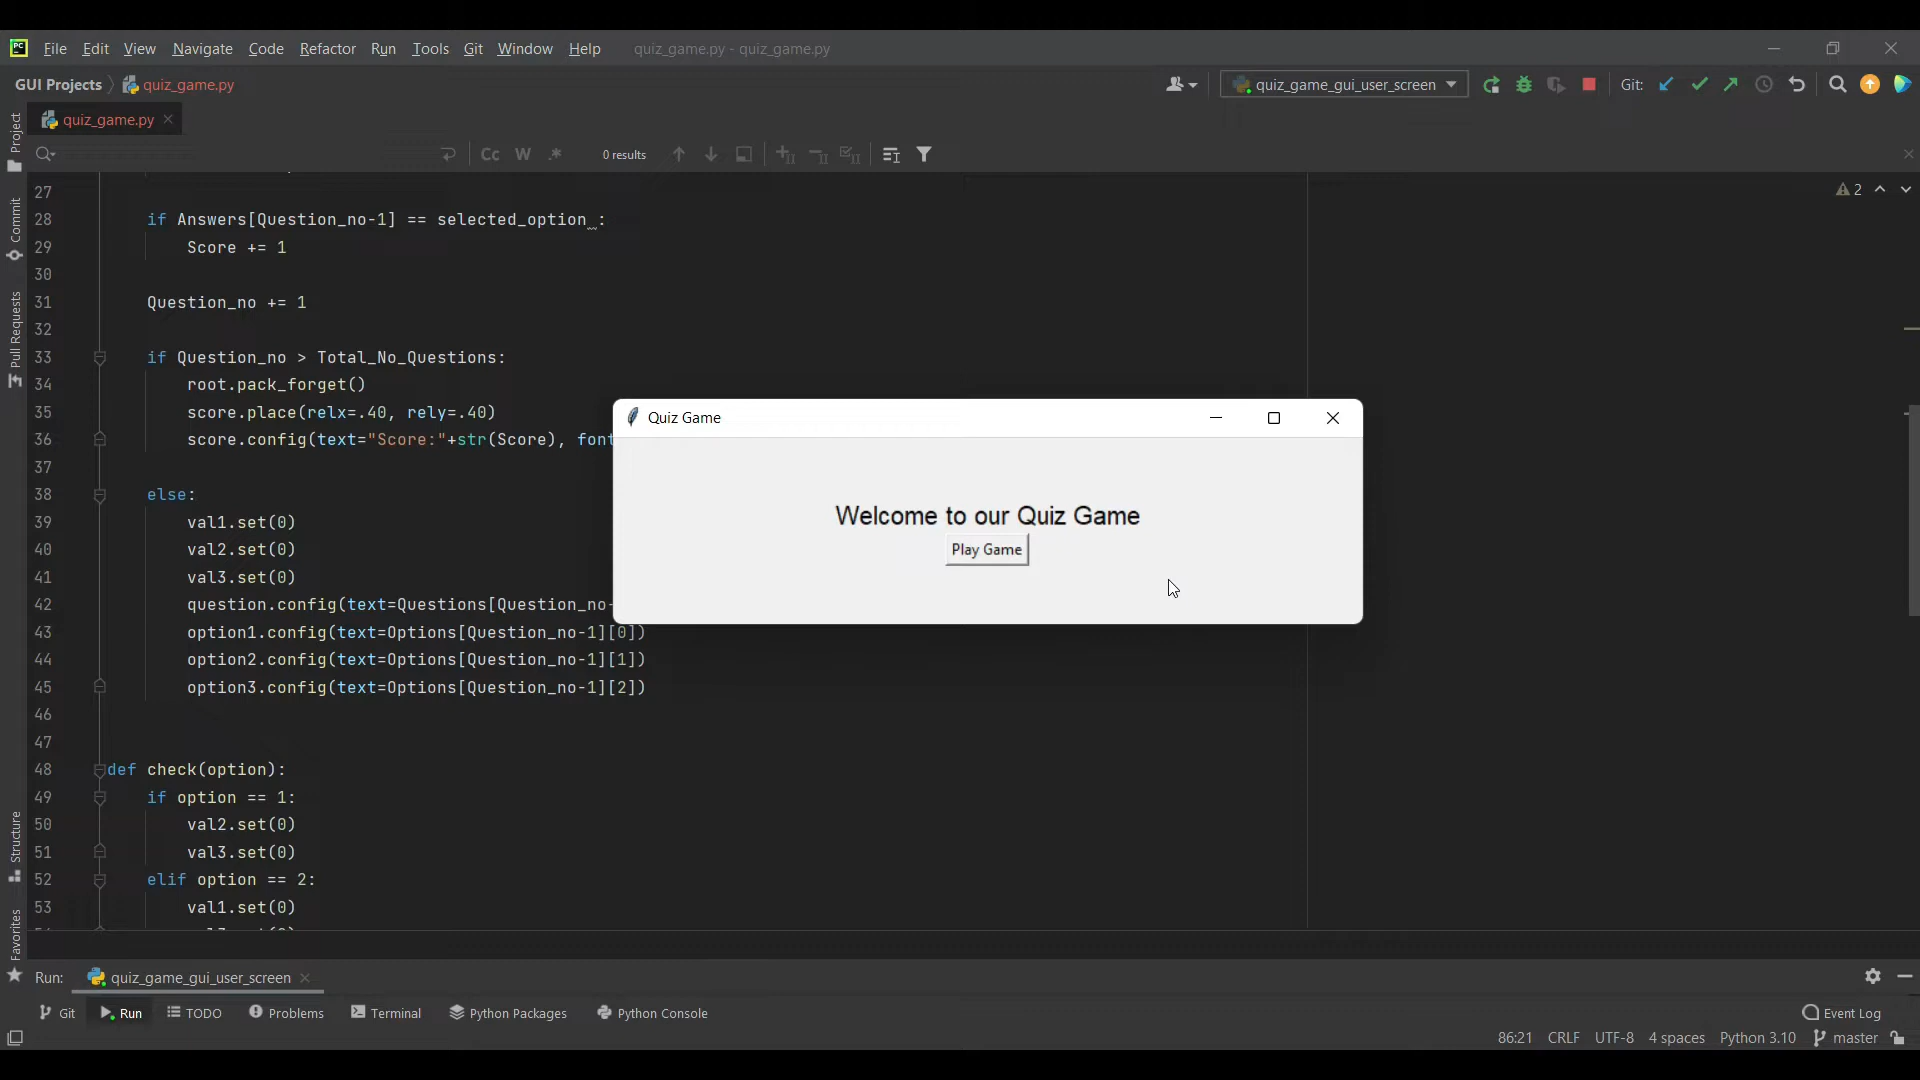 PC File Edit View Navigate Code Refactor Run Tools Git Window Help quiz_game.py - quiz_game.py
GUI Projects quiz_game.py quiz_game_gui_user_screen Git:
quiz_game.py
Cc W .* 0 results
2
Project
Commit
Pull Requests
Structure
Favorites
27
28 if Answers[Question_no-1] == selected_option :
29 Score += 1
30
31 Question_no += 1
32
33 if Question_no > Total_No_Questions:
34 root.pack_forget()
35 score.place(relx=.40, rely=.40)
36 score.config(text="Score:"+str(Score), font
37
38 else:
39 val1.set(0)
40 val2.set(0)
41 val3.set(0)
42 question.config(text=Questions[Question_no-
43 option1.config(text=Options[Question_no-1][0])
44 option2.config(text=Options[Question_no-1][1])
45 option3.config(text=Options[Question_no-1][2])
46
47
48 def check(option):
49 if option == 1:
50 val2.set(0)
51 val3.set(0)
52 elif option == 2:
53 val1.set(0)
Quiz Game
Welcome to our Quiz Game
Play Game
Run: quiz_game_gui_user_screen
Git Run TODO Problems Terminal Python Packages Python Console Event Log
86:21 CRLF UTF-8 4 spaces Python 3.10 master